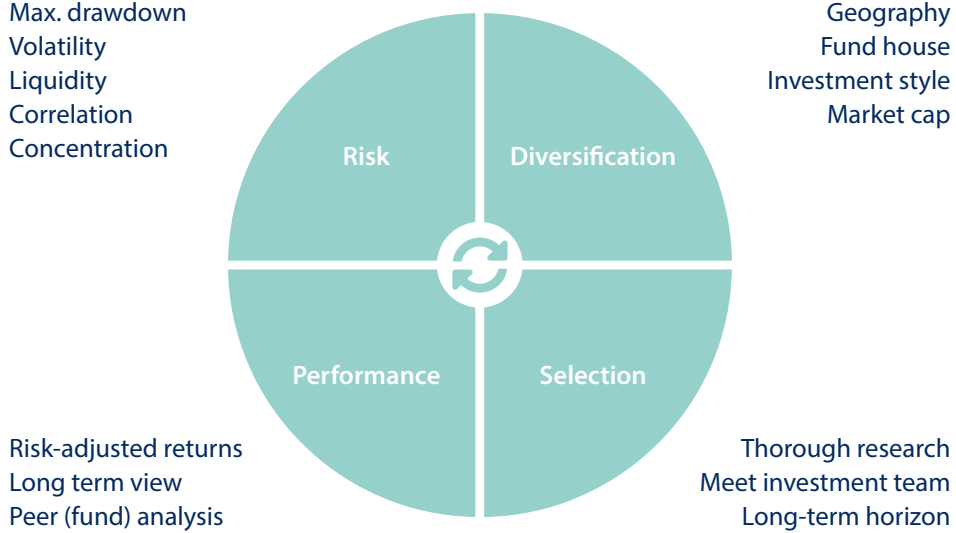 Max. drawdown
Volatility
Liquidity
Correlation
Concentration
Geography
Fund house
Investment style
Market cap
Risk
Diversification
Performance
Selection
Risk-adjusted returns
Long term view
Peer (fund) analysis
Thorough research
Meet investment team
Long-term horizon